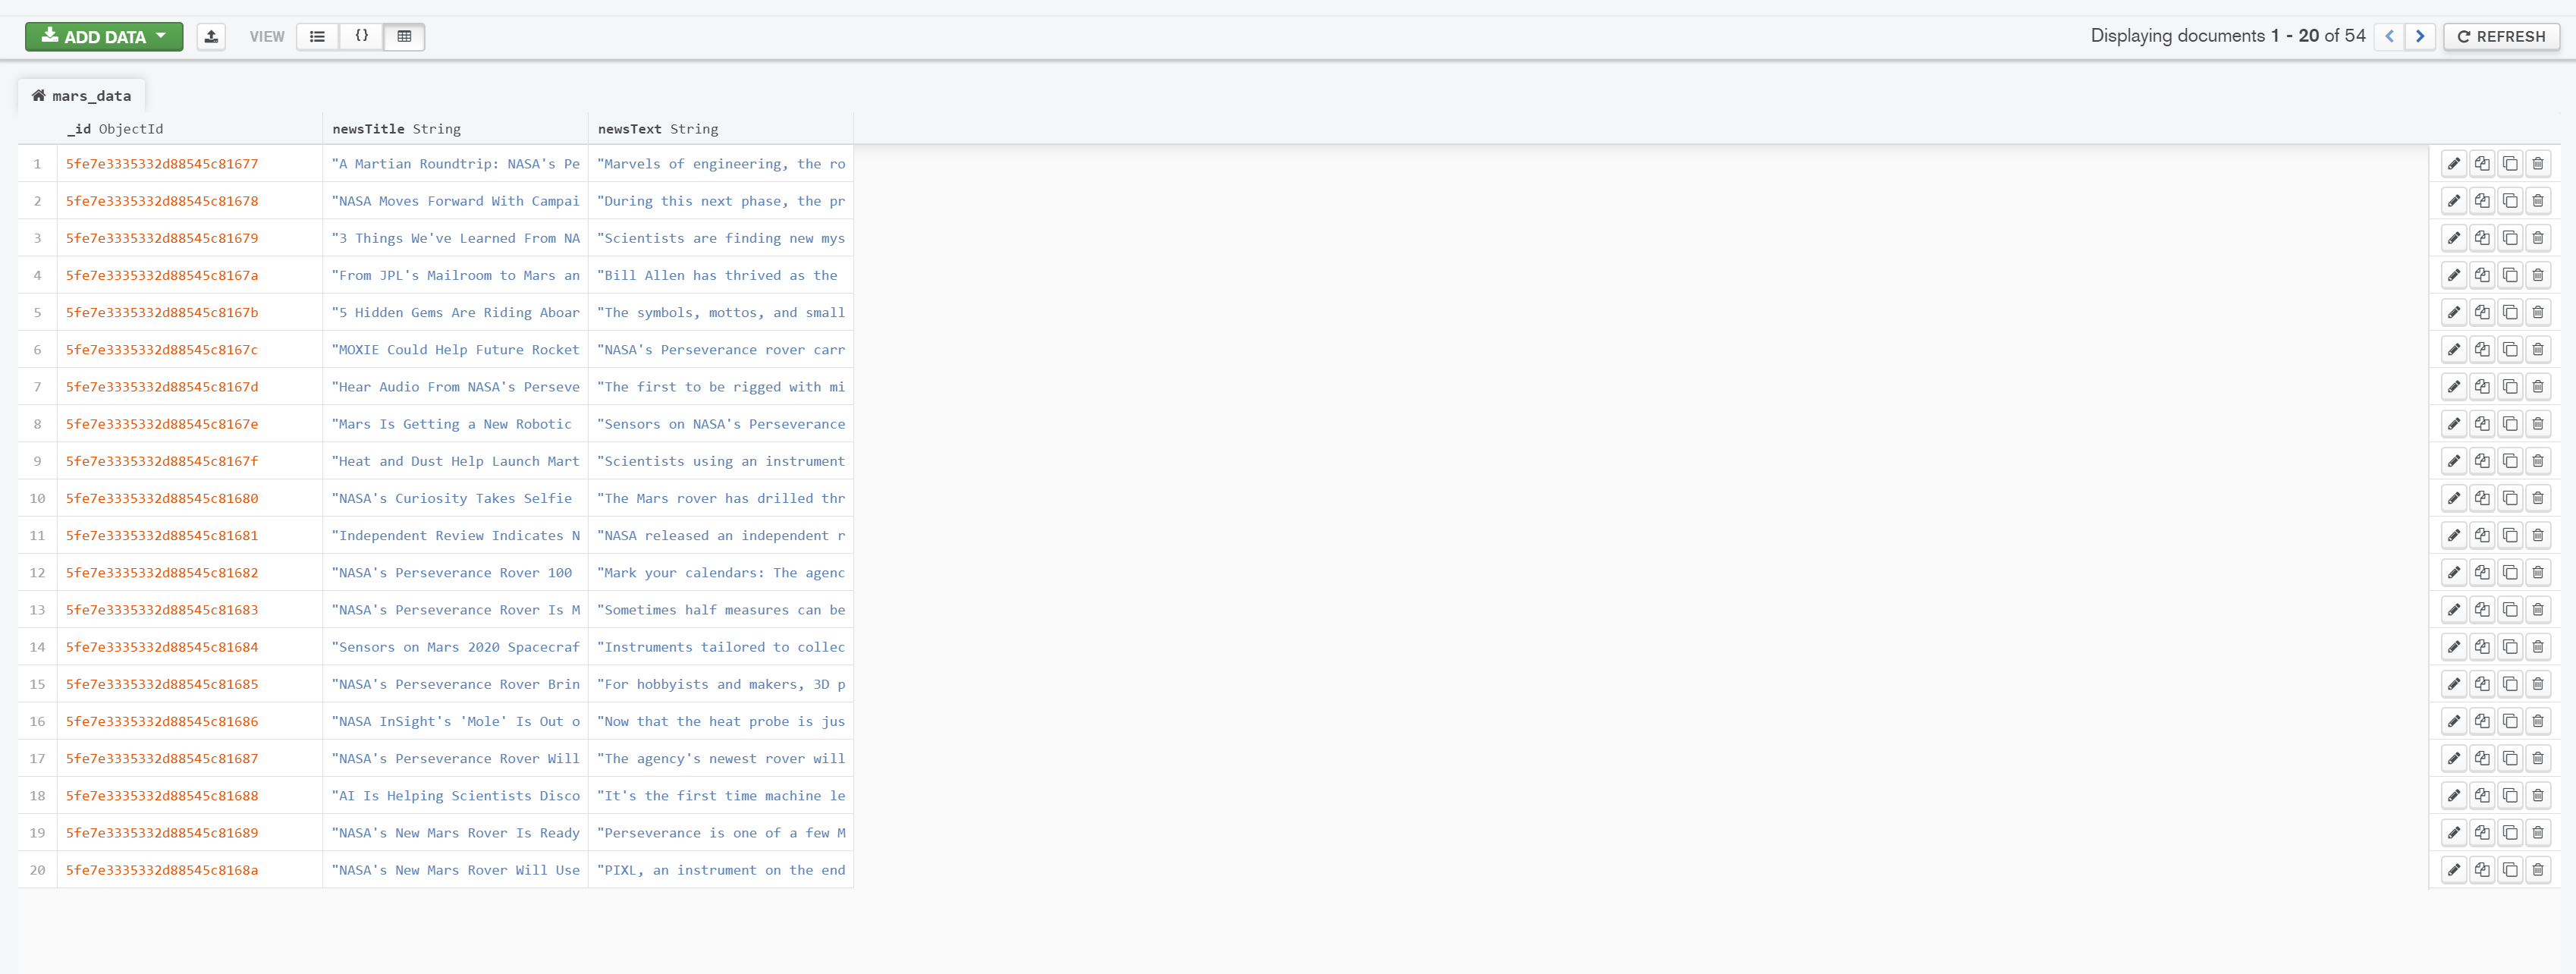 ADD DATA VIEW {} Displaying documents 1 - 20 of 54 REFRESH
mars_data
_id ObjectId newsTitle String newsText String
1 5fe7e3335332d88545c81677 "A Martian Roundtrip: NASA's Pe "Marvels of engineering, the ro
2 5fe7e3335332d88545c81678 "NASA Moves Forward With Campai "During this next phase, the pr
3 5fe7e3335332d88545c81679 "3 Things We've Learned From NA "Scientists are finding new mys
4 5fe7e3335332d88545c8167a "From JPL's Mailroom to Mars an "Bill Allen has thrived as the
5 5fe7e3335332d88545c8167b "5 Hidden Gems Are Riding Aboar "The symbols, mottos, and small
6 5fe7e3335332d88545c8167c "MOXIE Could Help Future Rocket "NASA's Perseverance rover carr
7 5fe7e3335332d88545c8167d "Hear Audio From NASA's Perseve "The first to be rigged with mi
8 5fe7e3335332d88545c8167e "Mars Is Getting a New Robotic "Sensors on NASA's Perseverance
9 5fe7e3335332d88545c8167f "Heat and Dust Help Launch Mart "Scientists using an instrument
10 5fe7e3335332d88545c81680 "NASA's Curiosity Takes Selfie "The Mars rover has drilled thr
11 5fe7e3335332d88545c81681 "Independent Review Indicates N "NASA released an independent r
12 5fe7e3335332d88545c81682 "NASA's Perseverance Rover 100 "Mark your calendars: The agenc
13 5fe7e3335332d88545c81683 "NASA's Perseverance Rover Is M "Sometimes half measures can be
14 5fe7e3335332d88545c81684 "Sensors on Mars 2020 Spacecraf "Instruments tailored to collec
15 5fe7e3335332d88545c81685 "NASA's Perseverance Rover Brin "For hobbyists and makers, 3D p
16 5fe7e3335332d88545c81686 "NASA InSight's 'Mole' Is Out o "Now that the heat probe is jus
17 5fe7e3335332d88545c81687 "NASA's Perseverance Rover Will "The agency's newest rover will
18 5fe7e3335332d88545c81688 "AI Is Helping Scientists Disco "It's the first time machine le
19 5fe7e3335332d88545c81689 "NASA's New Mars Rover Is Ready "Perseverance is one of a few M
20 5fe7e3335332d88545c8168a "NASA's New Mars Rover Will Use "PIXL, an instrument on the end